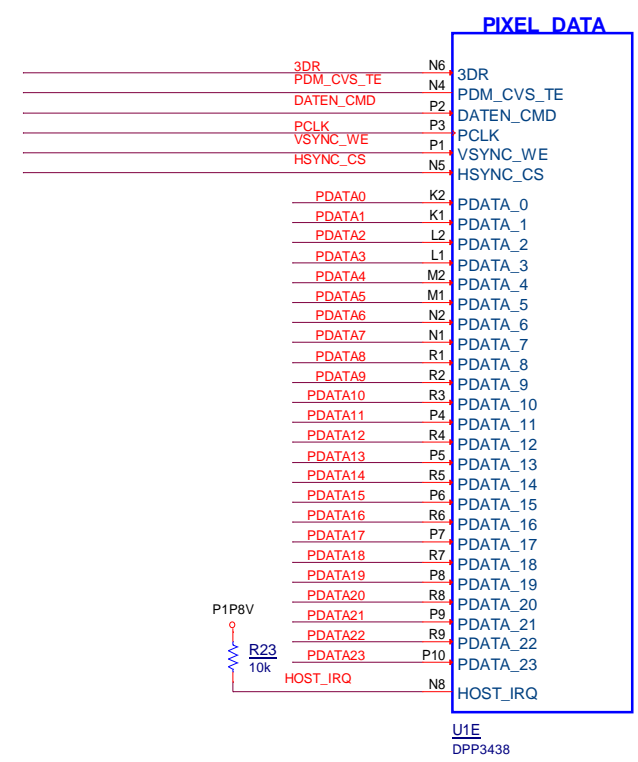 PIXEL_DATA
3DR N6 3DR
PDM_CVS_TE N4 PDM_CVS_TE
DATEN_CMD P2 DATEN_CMD
PCLK P3 PCLK
VSYNC_WE P1 VSYNC_WE
HSYNC_CS N5 HSYNC_CS
PDATA0 K2 PDATA_0
PDATA1 K1 PDATA_1
PDATA2 L2 PDATA_2
PDATA3 L1 PDATA_3
PDATA4 M2 PDATA_4
PDATA5 M1 PDATA_5
PDATA6 N2 PDATA_6
PDATA7 N1 PDATA_7
PDATA8 R1 PDATA_8
PDATA9 R2 PDATA_9
PDATA10 R3 PDATA_10
PDATA11 P4 PDATA_11
PDATA12 R4 PDATA_12
PDATA13 P5 PDATA_13
PDATA14 R5 PDATA_14
PDATA15 P6 PDATA_15
PDATA16 R6 PDATA_16
PDATA17 P7 PDATA_17
PDATA18 R7 PDATA_18
PDATA19 P8 PDATA_19
PDATA20 R8 PDATA_20
P1P8V
PDATA21 P9 PDATA_21
PDATA22 R9 PDATA_22
R23
10k
PDATA23 P10 PDATA_23
HOST_IRQ N8 HOST_IRQ
U1E
DPP3438